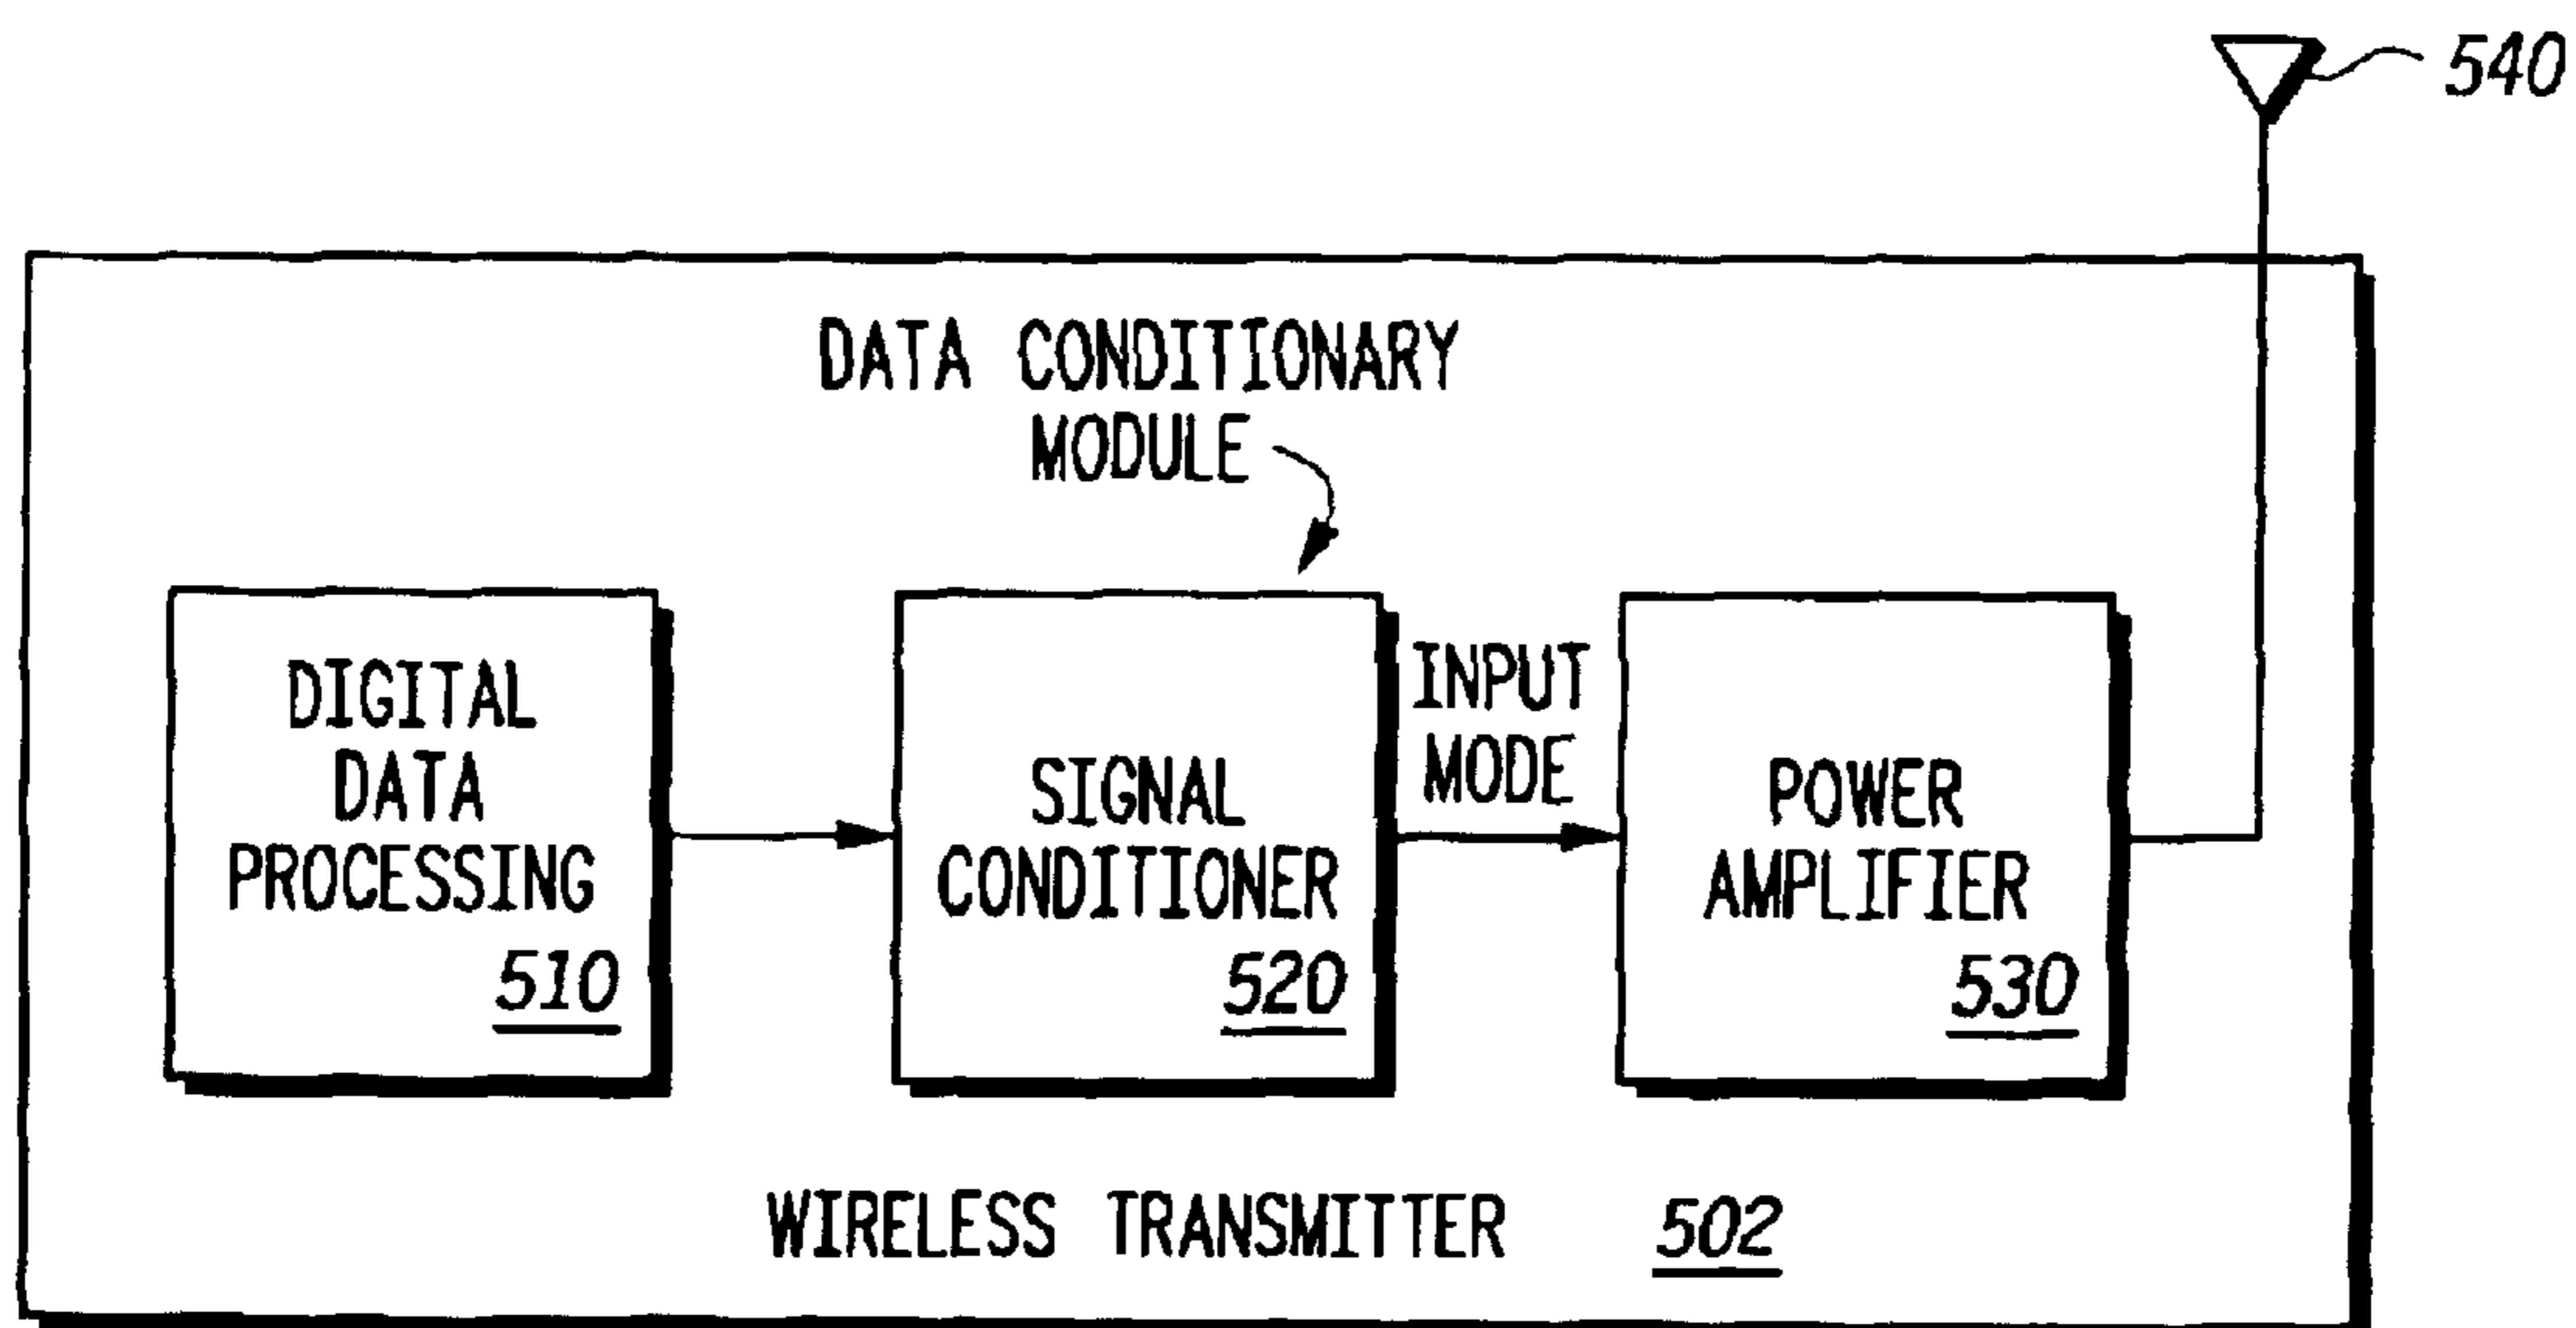 540
DATA CONDITIONARY
MODULE
DIGITAL
DATA
PROCESSING
510
SIGNAL
CONDITIONER
520
INPUT
MODE
POWER
AMPLIFIER
530
WIRELESS TRANSMITTER 502